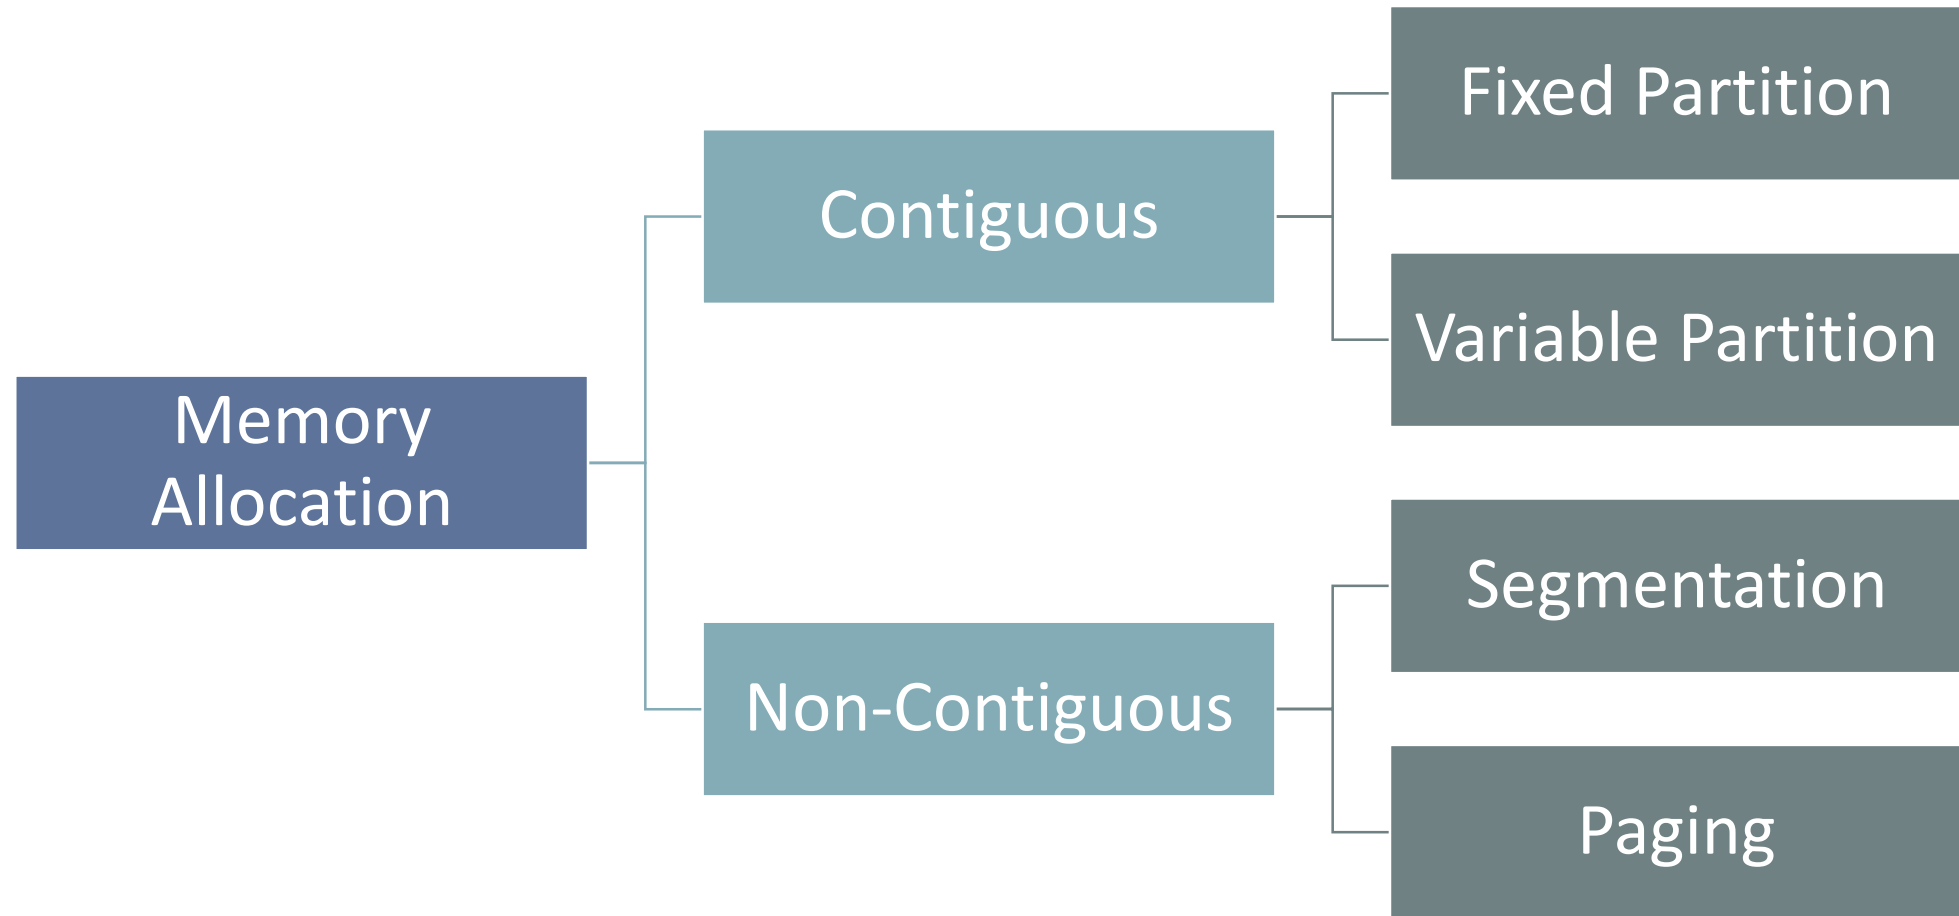 Memory
Allocation
Contiguous
Non-Contiguous
Fixed Partition
Variable Partition
Segmentation
Paging